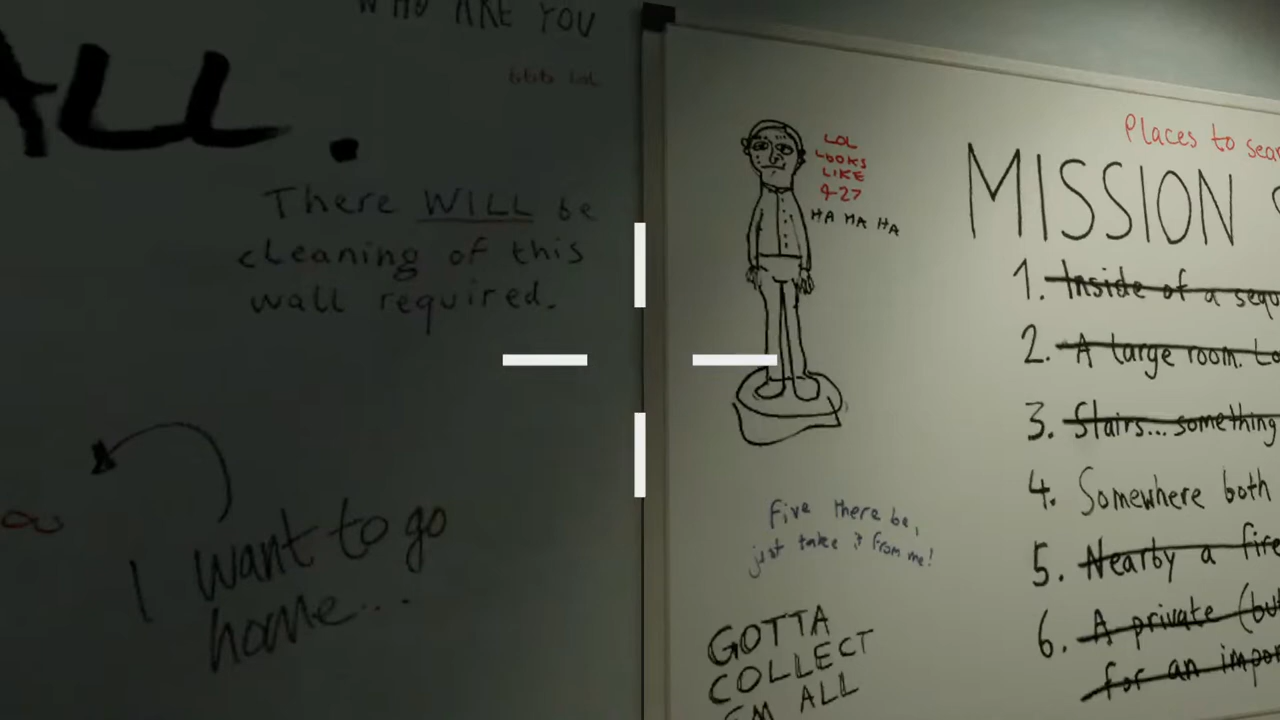 WHO ARE YOU
ALL.
There WILL be
cleaning of this
wall required.
I want to go
home...
LOL
LOOKS
LIKE
427
HA HA HA
Five there be,
just take it from me!
GOTTA
COLLECT
EM ALL
Places to sear
MISSION
1. Inside of a sequ
2. A large room. Lo
3. Stairs... something
4. Somewhere both
5. Nearby a fire
6. A private (but
for an impor